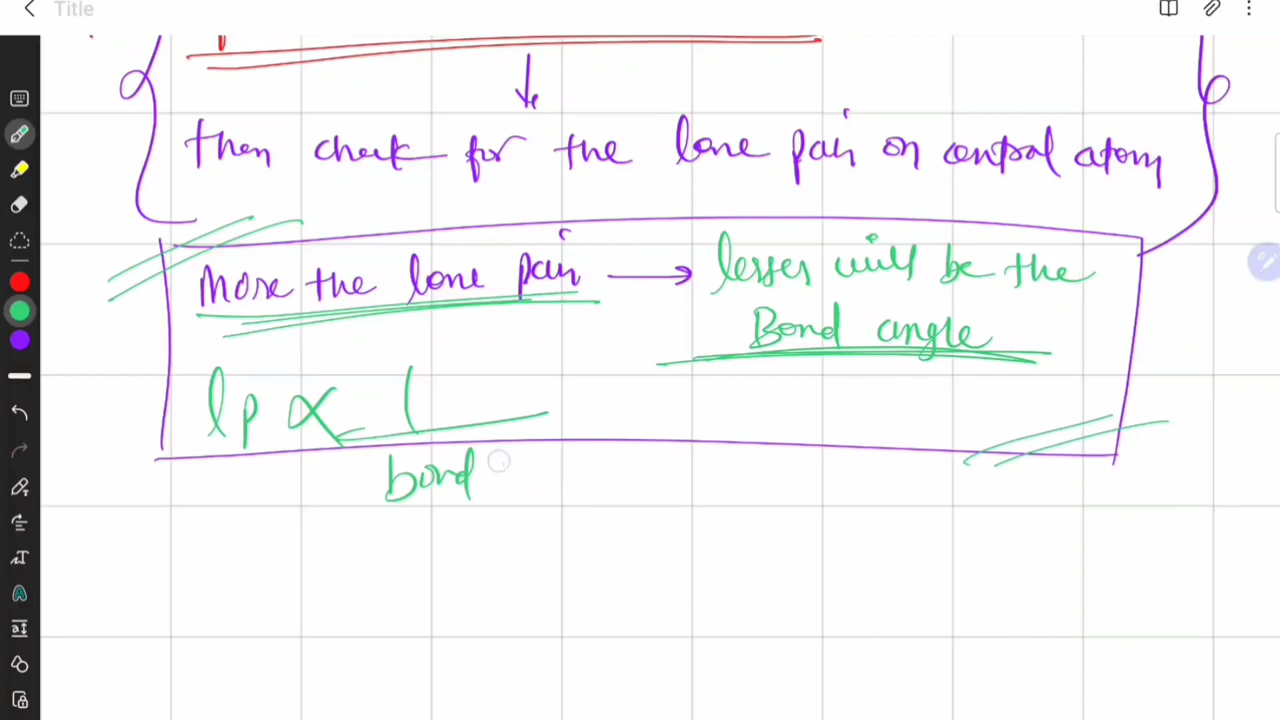 Title
then check for the lone pair on central atom
More the lone pair → lesser will be the
Bond angle
lp ∝ 1
bond